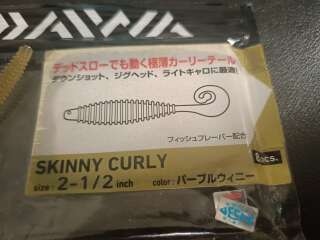 DAIWA
デッドスローでも動く極薄カーリーテール
ダウンショット、ジグヘッド、ライトキャロに最適!
フィッシュフレーバー配合
SKINNY CURLY
8pcs.
size: 2-1/2 inch color: パープルウィニー